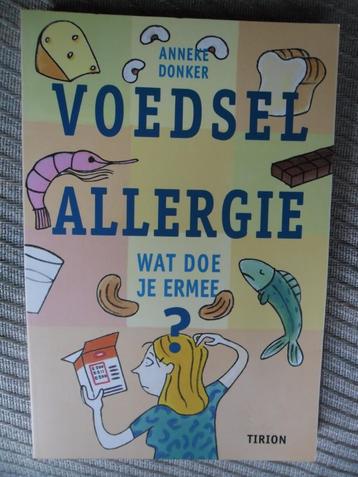 ANNEKE
DONKER
VOEDSEL
ALLERGIE
WAT DOE
JE ERMEE
?
TIRION